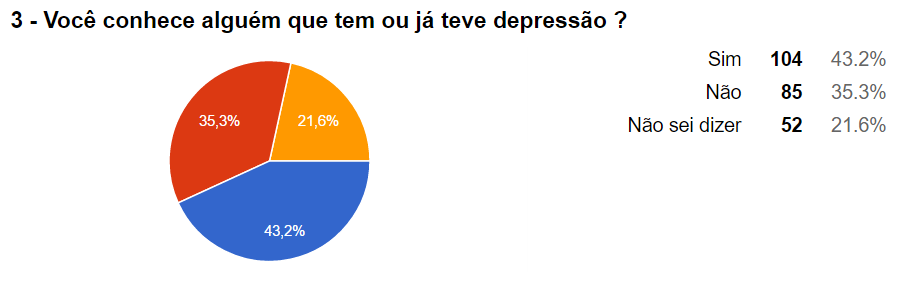 3 - Você conhece alguém que tem ou já teve depressão ?
Sim 104 43.2%
Não 85 35.3%
Não sei dizer 52 21.6%
35,3%
21,6%
43,2%